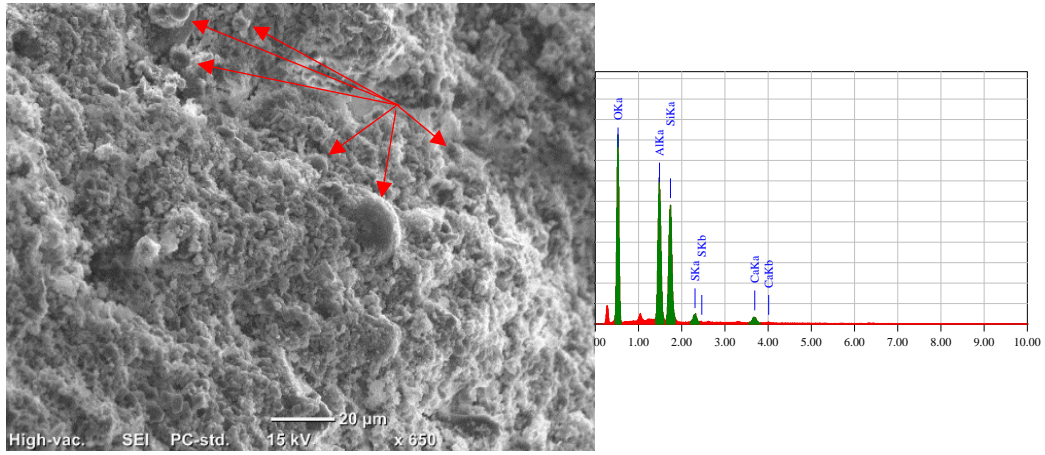 20 µm
High-vac. SEI PC-std. 15 kV x 650
OKa
AlKa
SiKa
SKa
SKb
CaKa
CaKb
00 1.00 2.00 3.00 4.00 5.00 6.00 7.00 8.00 9.00 10.00